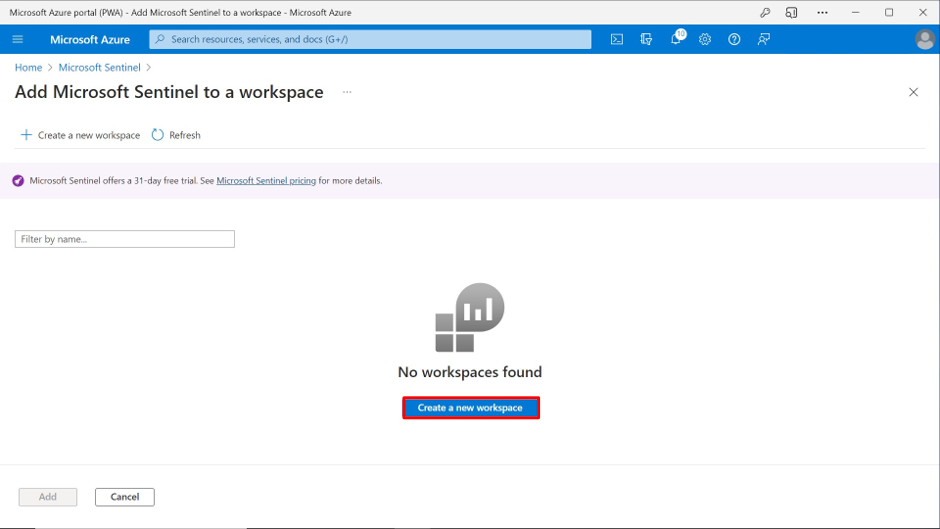 Microsoft Azure portal (PWA) - Add Microsoft Sentinel to a workspace - Microsoft Azure
Microsoft Azure
Search resources, services, and docs (G+/)
10
Home > Microsoft Sentinel >
Add Microsoft Sentinel to a workspace ...
+ Create a new workspace Refresh
Microsoft Sentinel offers a 31-day free trial. See Microsoft Sentinel pricing for more details.
Filter by name...
No workspaces found
Create a new workspace
Add Cancel